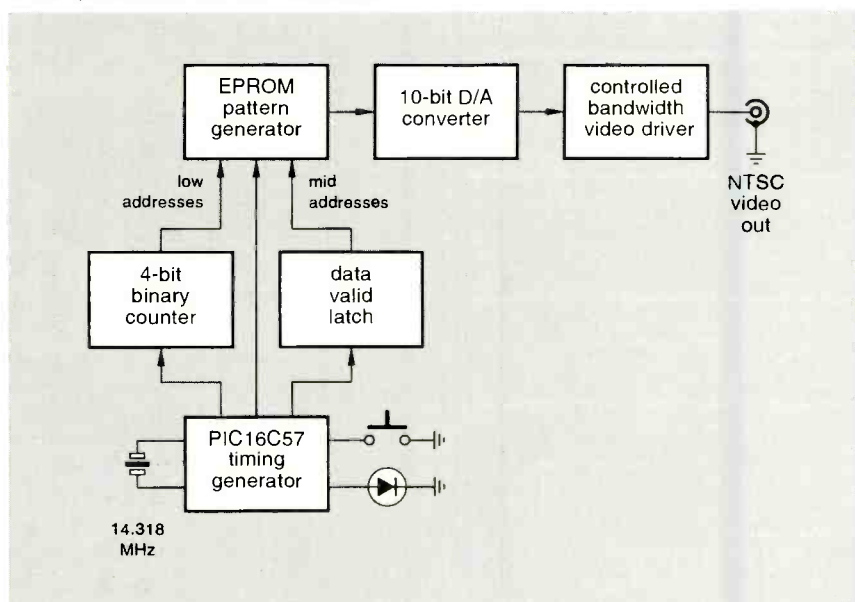 EPROM
pattern
generator
10-bit D/A
converter
controlled
bandwidth
video driver
low
addresses
mid
addresses
NTSC
video
out
4-bit
binary
counter
data
valid
latch
PIC16C57
timing
generator
14.318
MHz